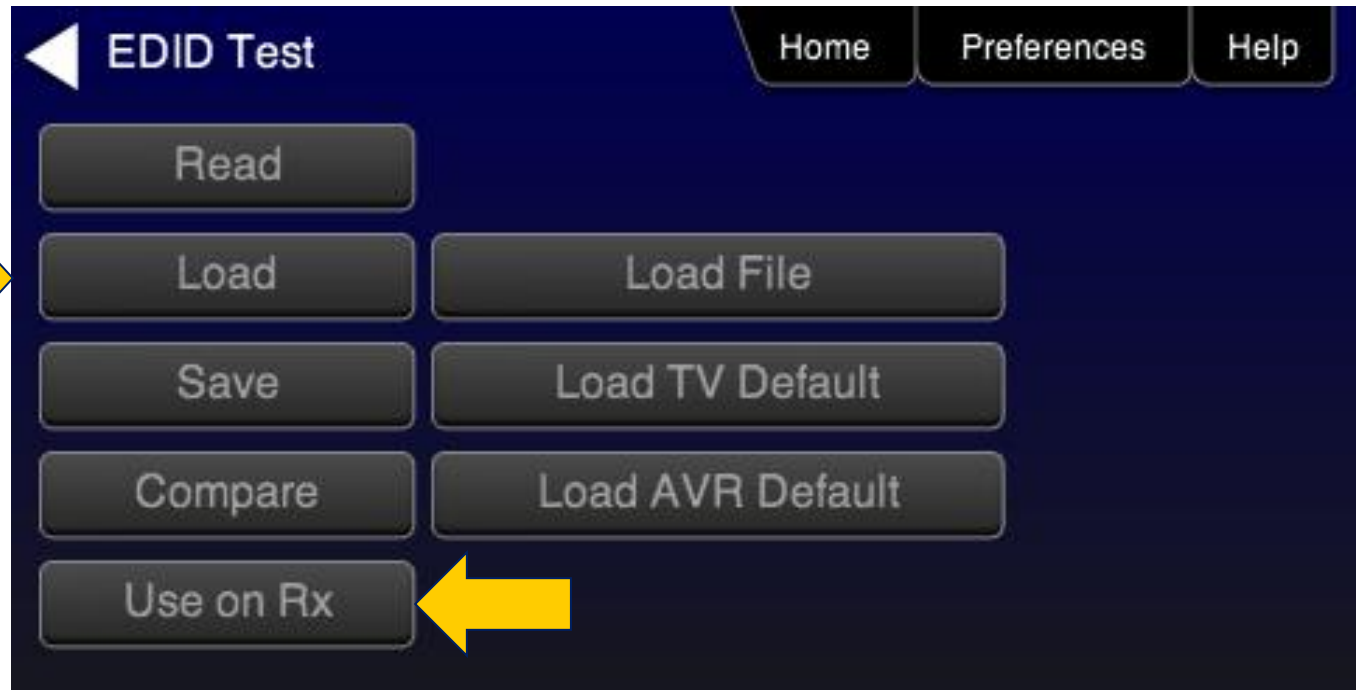 EDID Test
Home Preferences Help
Read
Load Load File
Save Load TV Default
Compare Load AVR Default
Use on Rx